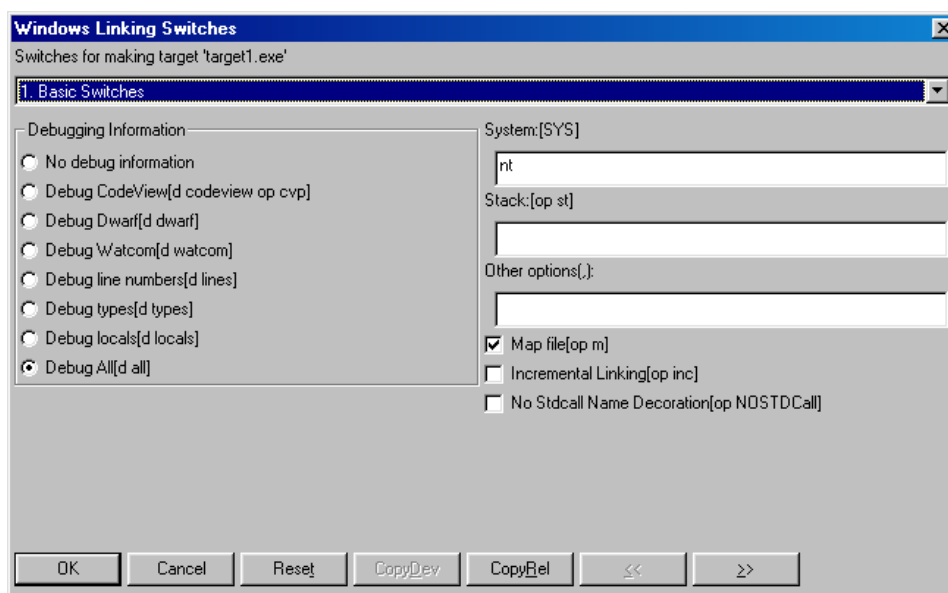 Windows Linking Switches
Switches for making target 'target1.exe'
1. Basic Switches
Debugging Information
No debug information
Debug CodeView[d codeview op cvp]
Debug Dwarf[d dwarf]
Debug Watcom[d watcom]
Debug line numbers[d lines]
Debug types[d types]
Debug locals[d locals]
Debug All[d all]
System:[SYS]
nt
Stack:[op st]
Other options(,):
Map file[op m]
Incremental Linking[op inc]
No Stdcall Name Decoration[op NOSTDCall]
OK Cancel Reset CopyDev CopyRel << >>